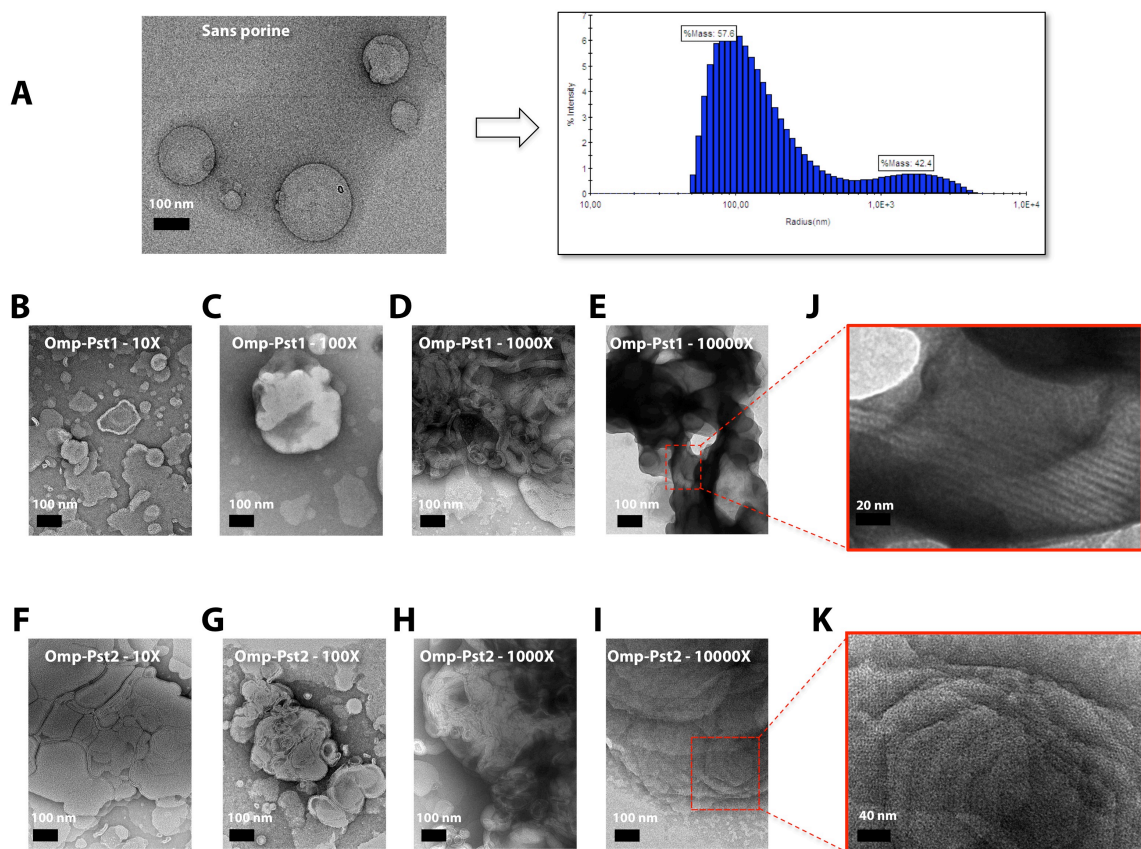 A
Sans porine
100 nm
%Mass: 57.6
%Mass: 42.4
% Intensity
7
6
5
4
3
2
1
0
10,00
100,00
1,0E+3
1,0E+4
Radius(nm)
B
C
D
E
J
Omp-Pst1 - 10X
Omp-Pst1 - 100X
Omp-Pst1 - 1000X
Omp-Pst1 - 10000X
100 nm
100 nm
100 nm
100 nm
20 nm
F
G
H
I
K
Omp-Pst2 - 10X
Omp-Pst2 - 100X
Omp-Pst2 - 1000X
Omp-Pst2 - 10000X
100 nm
100 nm
100 nm
100 nm
40 nm